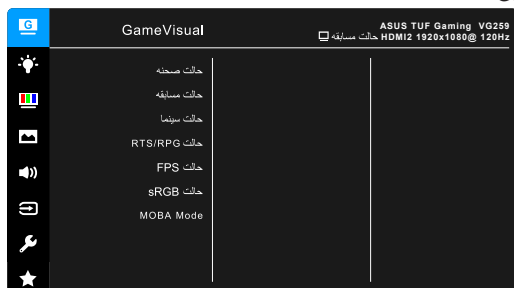 G
GameVisual
ASUS TUF Gaming VG259
حالت مسابقه HDMI2 1920x1080@ 120Hz
حالت صحنه
حالت مسابقه
حالت سینما
حالت RTS/RPG
حالت FPS
حالت sRGB
MOBA Mode